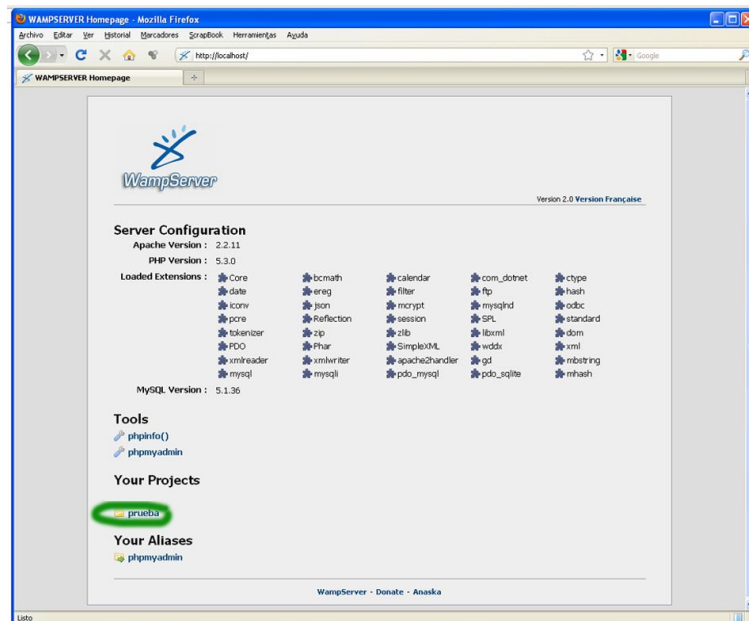 WAMPSERVER Homepage - Mozilla Firefox
Archivo Editar Ver Historial Marcadores ScrapBook Herramientas Ayuda
http://localhost/ Google
WAMPSERVER Homepage
WampServer
Version 2.0 Version Française
Server Configuration
Apache Version : 2.2.11
PHP Version : 5.3.0
Loaded Extensions : Core bcmath calendar com_dotnet ctype
date ereg filter ftp hash
iconv json mcrypt mysqlnd odbc
pcre Reflection session SPL standard
tokenizer zip zlib libxml dom
PDO Phar SimpleXML wddx xml
xmlreader xmlwriter apache2handler gd mbstring
mysql mysqli pdo_mysql pdo_sqlite mhash
MySQL Version : 5.1.36
Tools
phpinfo()
phpmyadmin
Your Projects
prueba
Your Aliases
phpmyadmin
WampServer - Donate - Anaska
Listo